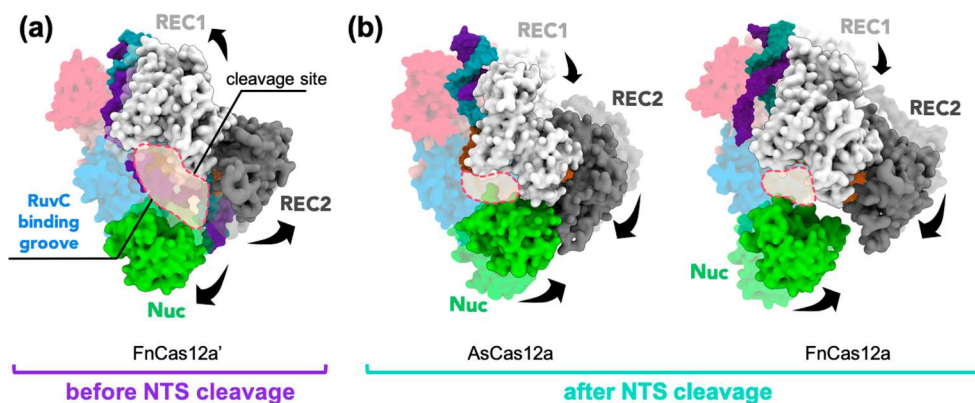 (a)
REC1
cleavage site
RuvC
binding
groove
REC2
Nuc
FnCas12a'
before NTS cleavage
(b)
REC1
REC2
Nuc
AsCas12a
REC1
REC2
Nuc
FnCas12a
after NTS cleavage